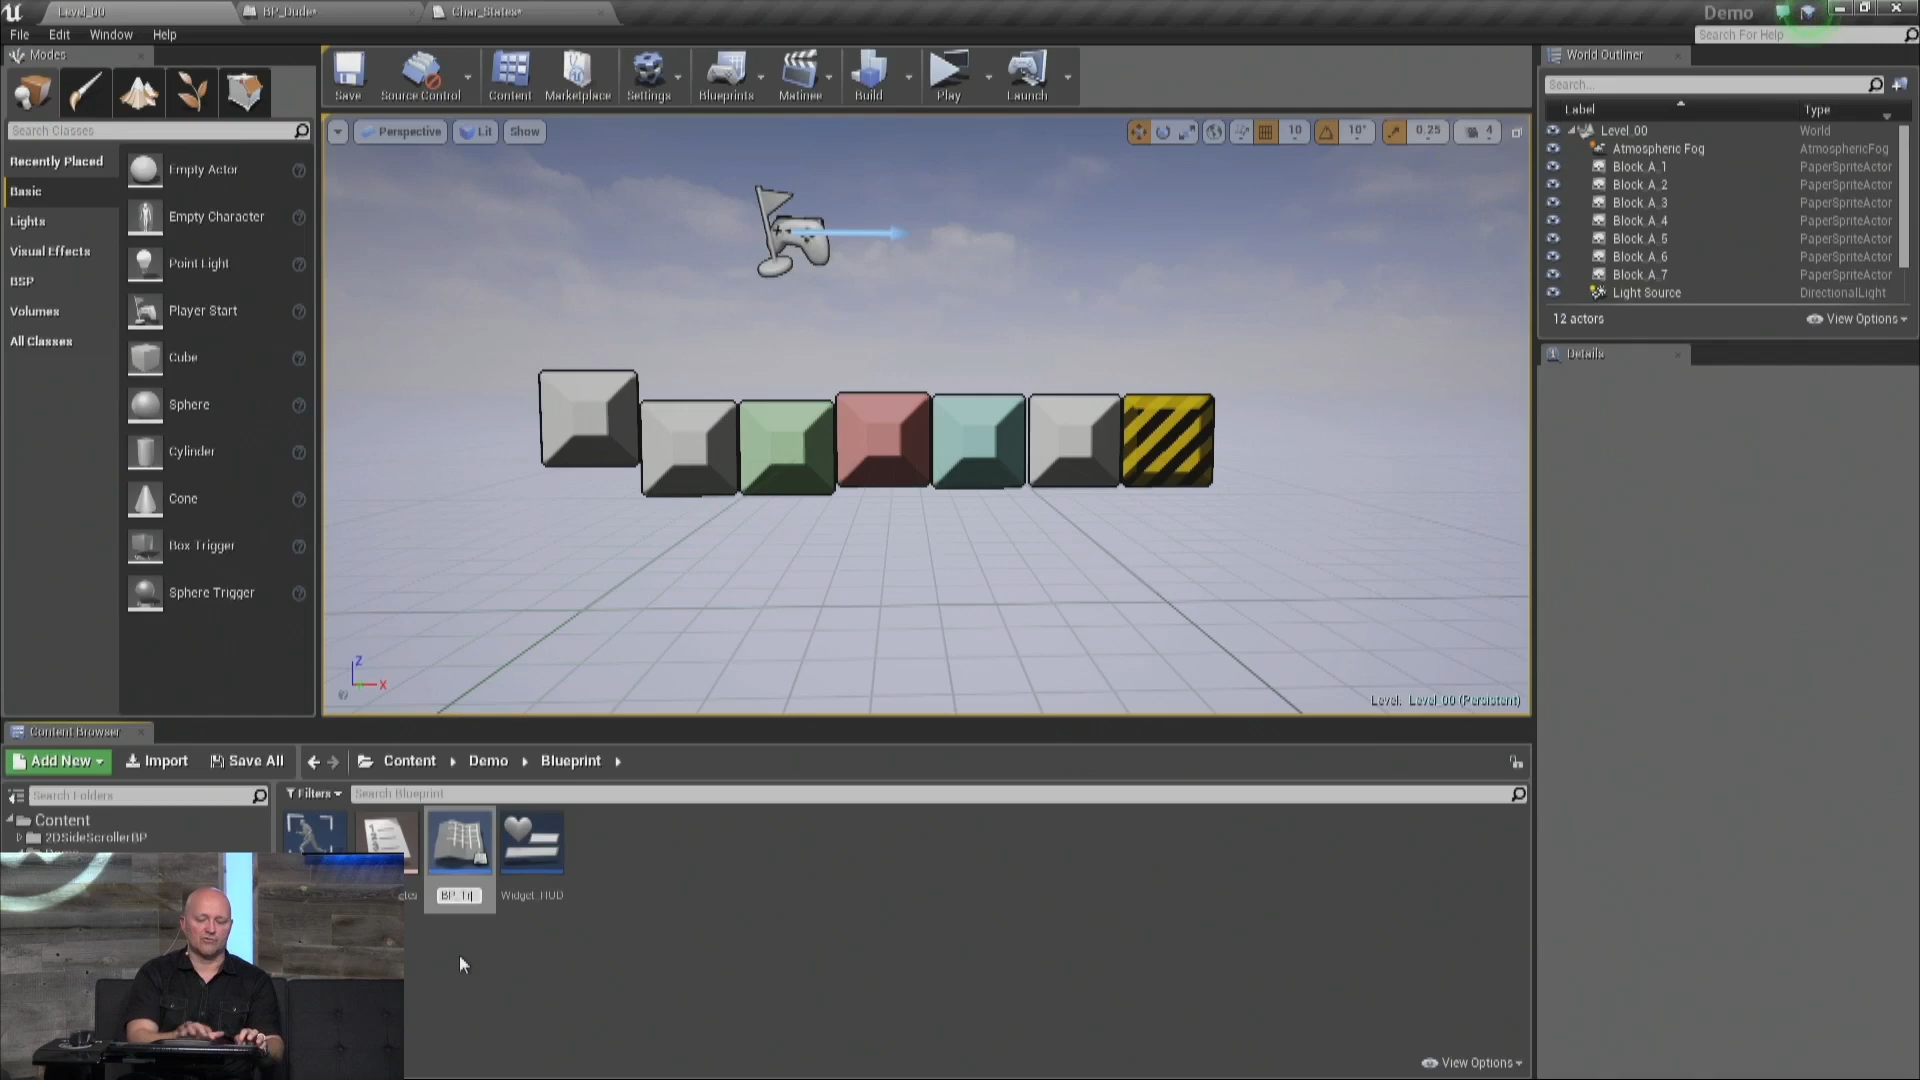 Level_00
BP_Dude*
Char_States*
Demo
File Edit Window Help
Search For Help
Modes
Save
Source Control
Content
Marketplace
Settings
Blueprints
Matinee
Build
Play
Launch
World Outliner
Search...
Label
Type
Level_00 World
Atmospheric Fog AtmosphericFog
Block_A_1 PaperSpriteActor
Block_A_2 PaperSpriteActor
Block_A_3 PaperSpriteActor
Block_A_4 PaperSpriteActor
Block_A_5 PaperSpriteActor
Block_A_6 PaperSpriteActor
Block_A_7 PaperSpriteActor
Light Source DirectionalLight
12 actors
View Options
Details
Search Classes
Recently Placed
Basic
Lights
Visual Effects
BSP
Volumes
All Classes
Empty Actor
Empty Character
Point Light
Player Start
Cube
Sphere
Cylinder
Cone
Box Trigger
Sphere Trigger
Perspective
Lit
Show
10
10°
0.25
4
Z
X
Level: Level_00 (Persistent)
Content Browser
Add New
Import
Save All
Content
Demo
Blueprint
Search Folders
Filters
Search Blueprint
Content
2DSideScrollerBP
Widget_HUD
View Options